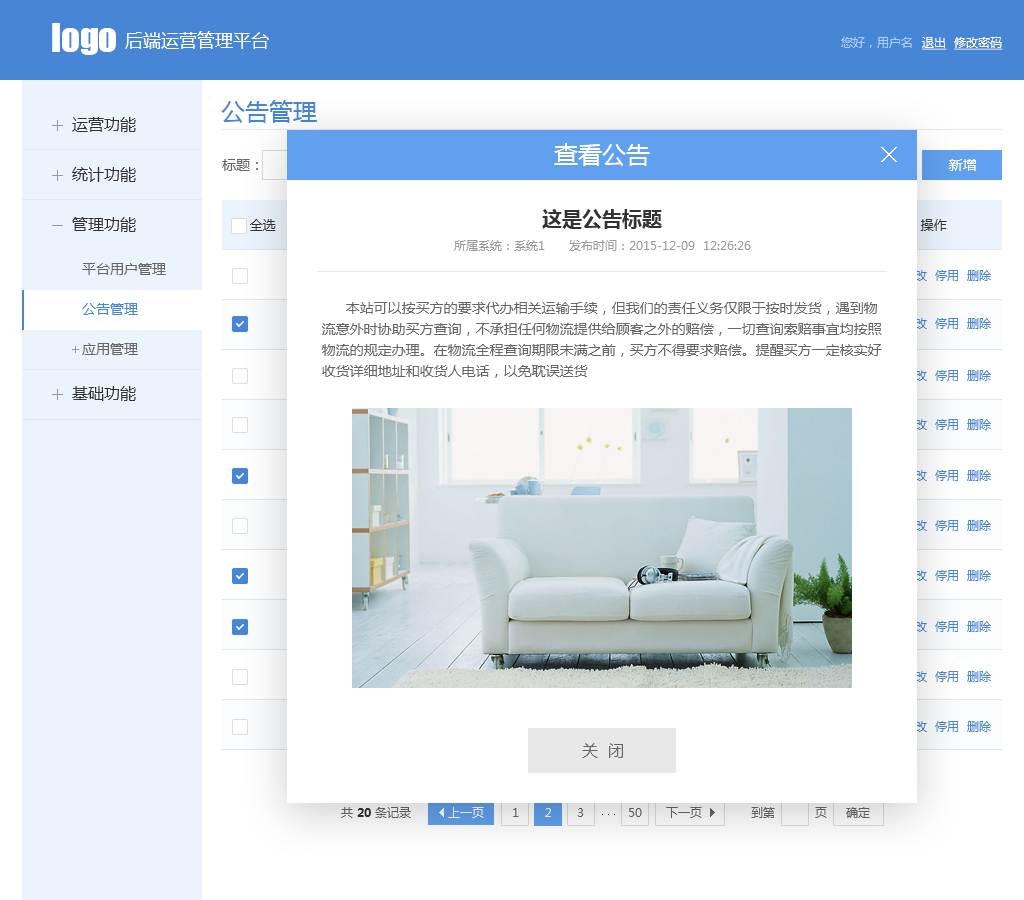 logo 后端运营管理平台
您好，用户名 退出 修改密码
+ 运营功能
+ 统计功能
— 管理功能
平台用户管理
公告管理
+应用管理
+ 基础功能
公告管理
标题：
新增
全选
操作
改 停用 删除
改 停用 删除
改 停用 删除
改 停用 删除
改 停用 删除
改 停用 删除
改 停用 删除
改 停用 删除
改 停用 删除
改 停用 删除
查看公告
这是公告标题
所属系统：系统1 发布时间：2015-12-09 12:26:26
本站可以按买方的要求代办相关运输手续，但我们的责任义务仅限于按时发货，遇到物
流意外时协助买方查询，不承担任何物流提供给顾客之外的赔偿，一切查询索赔事宜均按照
物流的规定办理。在物流全程查询期限未满之前，买方不得要求赔偿。提醒买方一定核实好
收货详细地址和收货人电话，以免耽误送货
关 闭
共 20 条记录 上一页 1 2 3 ... 50 下一页 到第 页 确定